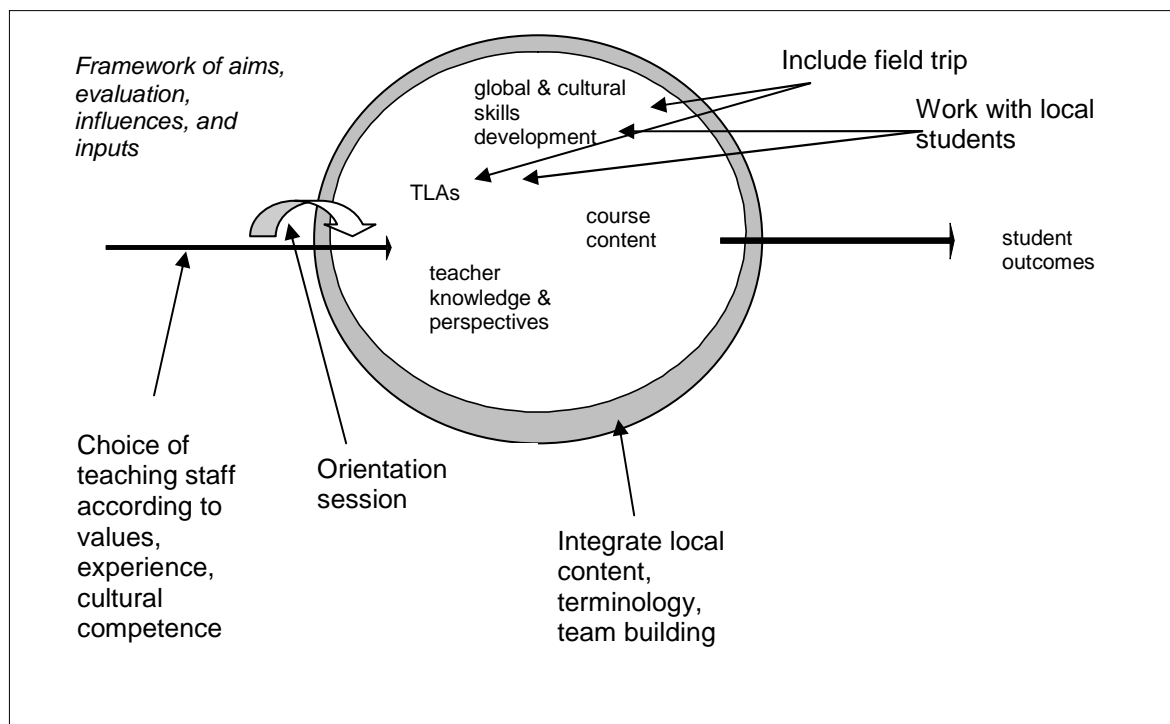 Framework of aims,
evaluation,
influences, and
inputs
global & cultural
skills
development
Include field trip
Work with local
students
TLAs
course
content
teacher
knowledge &
perspectives
student
outcomes
Choice of
teaching staff
according to
values,
experience,
cultural
competence
Orientation
session
Integrate local
content,
terminology,
team building